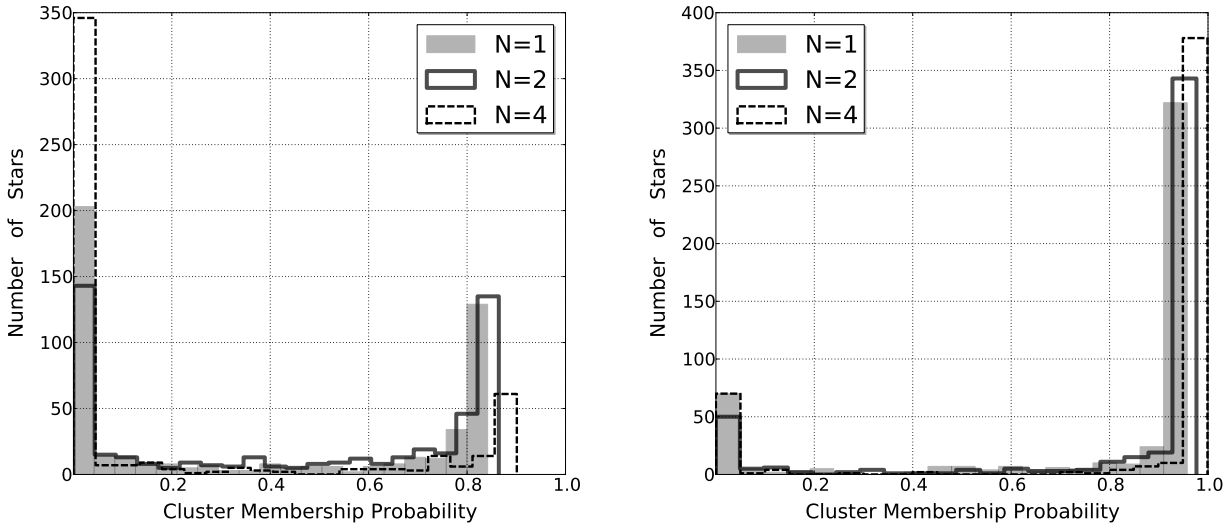 350
300
250
200
150
100
50
0
Number of Stars
0.2 0.4 0.6 0.8 1.0
Cluster Membership Probability
N=1
N=2
N=4
400
350
300
250
200
150
100
50
0
Number of Stars
0.2 0.4 0.6 0.8 1.0
Cluster Membership Probability
N=1
N=2
N=4